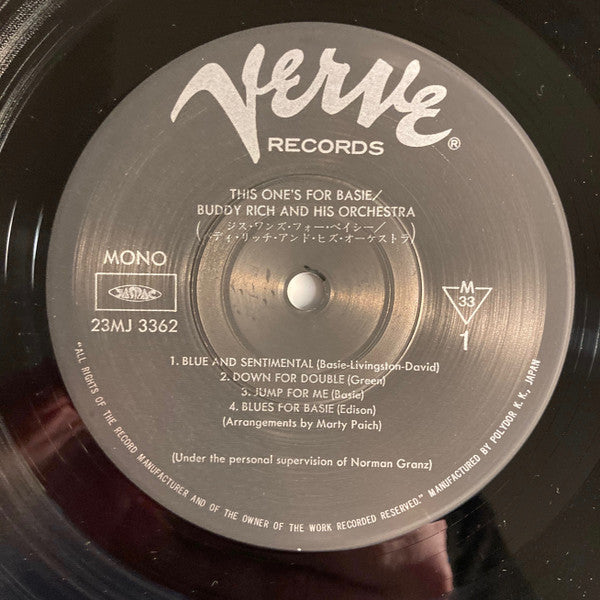 Verve
RECORDS ®
THIS ONE'S FOR BASIE/
BUDDY RICH AND HIS ORCHESTRA
(ジス・ワンズ・フォー・ベイシー/
ディ・リッチ・アンド・ヒズ・オーケストラ)
MONO
JASRAC
23MJ 3362
M
33
1
1. BLUE AND SENTIMENTAL (Basie-Livingston-David)
2. DOWN FOR DOUBLE (Green)
3. JUMP FOR ME (Basie)
4. BLUES FOR BASIE (Edison)
(Arrangements by Marty Paich)
(Under the personal supervision of Norman Granz)
"ALL RIGHTS OF THE RECORD MANUFACTURER AND OF THE OWNER OF THE WORK RECORDED RESERVED." MANUFACTURED BY POLYDOR K. K., JAPAN